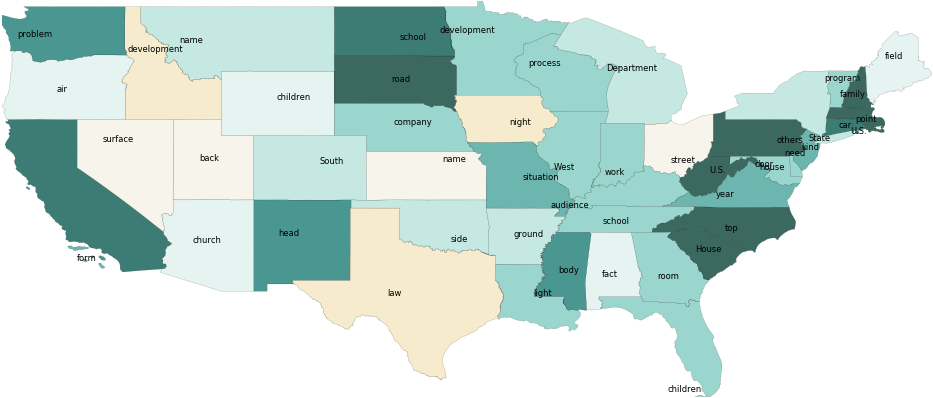 problem
name
development
school
development
air
children
road
process
Department
field
program
family
company
night
point
car
U.S.
State
others
kind
need
surface
back
South
name
situation
West
work
street
U.S.
door
House
year
audience
church
head
side
ground
school
top
House
form
law
light
body
fact
room
children